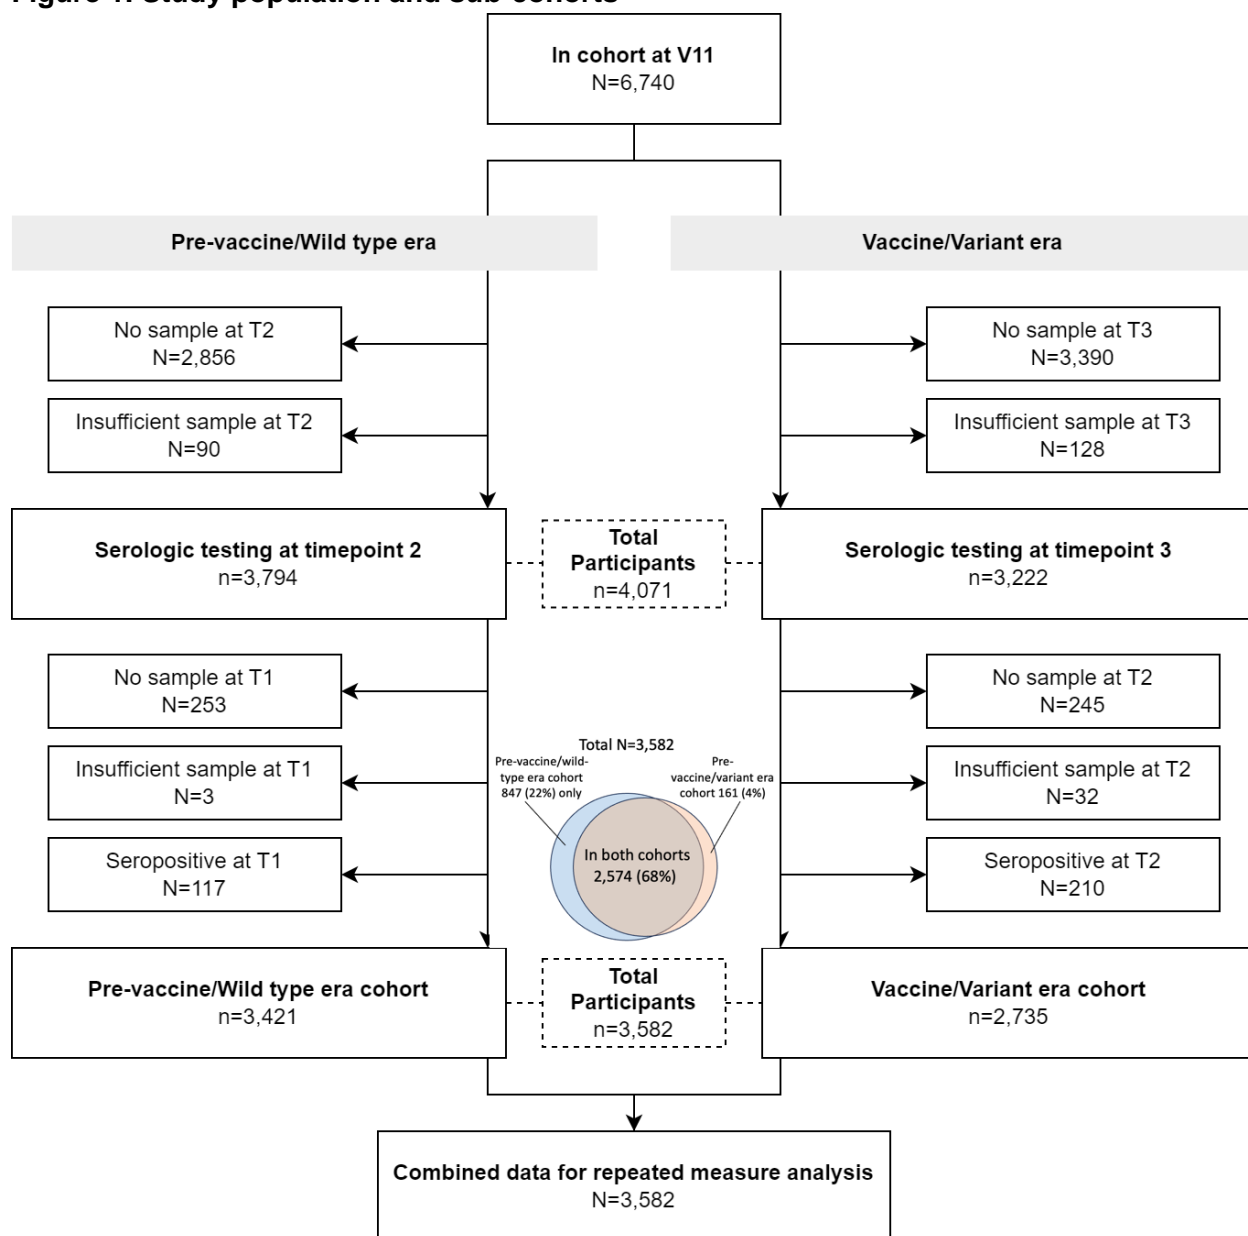 Figure 1. Study population and sub-cohorts
In cohort at V11
N=6,740
Pre-vaccine/Wild type era
Vaccine/Variant era
No sample at T2
N=2,856
No sample at T3
N=3,390
Insufficient sample at T2
N=90
Insufficient sample at T3
N=128
Serologic testing at timepoint 2
n=3,794
Total
Participants
n=4,071
Serologic testing at timepoint 3
n=3,222
No sample at T1
N=253
No sample at T2
N=245
Insufficient sample at T1
N=3
Insufficient sample at T2
N=32
Seropositive at T1
N=117
Seropositive at T2
N=210
Total N=3,582
Pre-vaccine/wild-
type era cohort
847 (22%) only
Pre-
vaccine/variant era
cohort 161 (4%)
In both cohorts
2,574 (68%)
Pre-vaccine/Wild type era cohort
n=3,421
Total
Participants
n=3,582
Vaccine/Variant era cohort
n=2,735
Combined data for repeated measure analysis
N=3,582